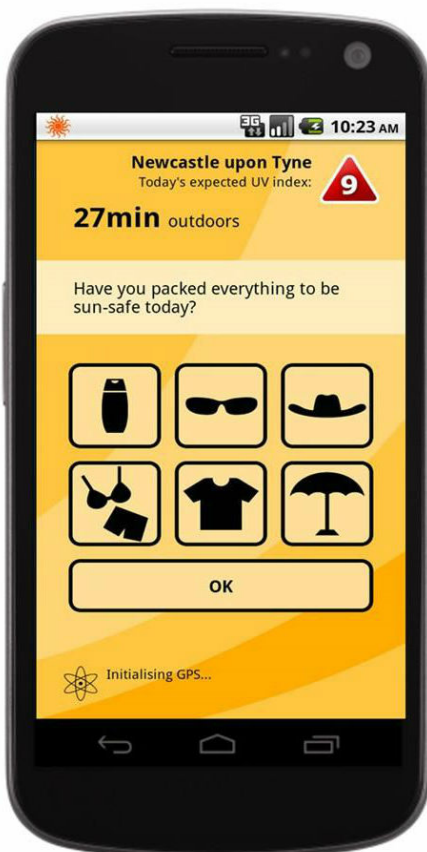 3G 10:23 AM
Newcastle upon Tyne
Today's expected UV index:
9
27min outdoors
Have you packed everything to be
sun-safe today?
OK
Initialising GPS...